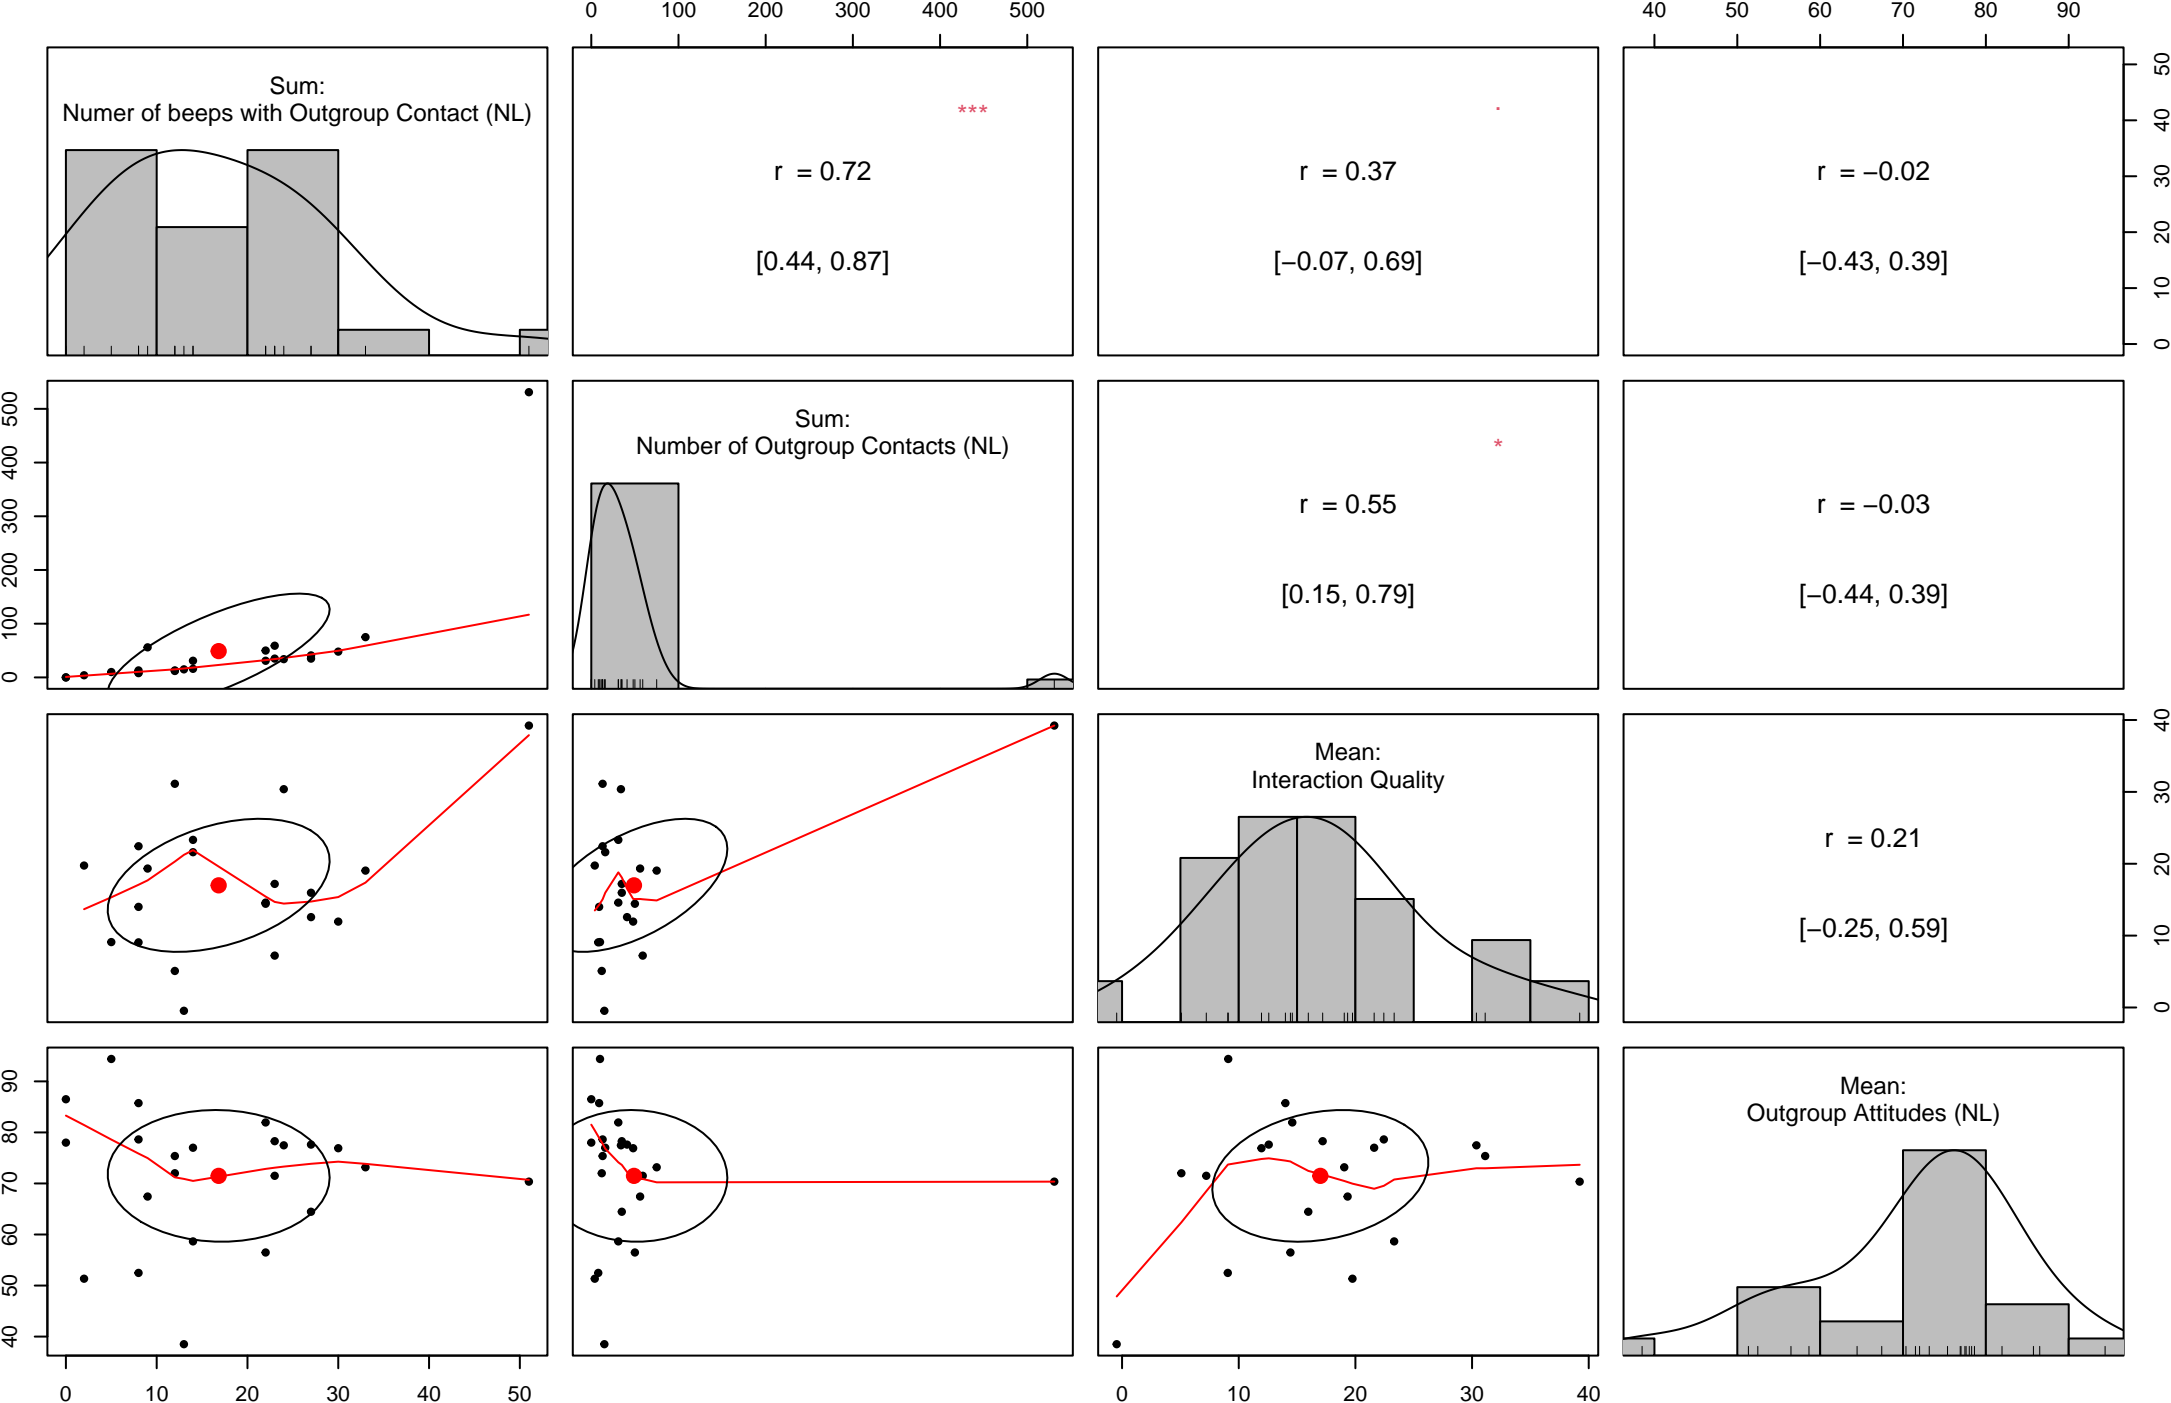 0 100 200 300 400 500
40 50 60 70 80 90
Sum:
Numer of beeps with Outgroup Contact (NL)
***
r = 0.72
[0.44, 0.87]
.
r = 0.37
[−0.07, 0.69]
r = −0.02
[−0.43, 0.39]
0 10 20 30 40 50
0 100 200 300 400 500
Sum:
Number of Outgroup Contacts (NL)
*
r = 0.55
[0.15, 0.79]
r = −0.03
[−0.44, 0.39]
Mean:
Interaction Quality
r = 0.21
[−0.25, 0.59]
0 10 20 30 40
40 50 60 70 80 90
Mean:
Outgroup Attitudes (NL)
0 10 20 30 40 50
0 10 20 30 40